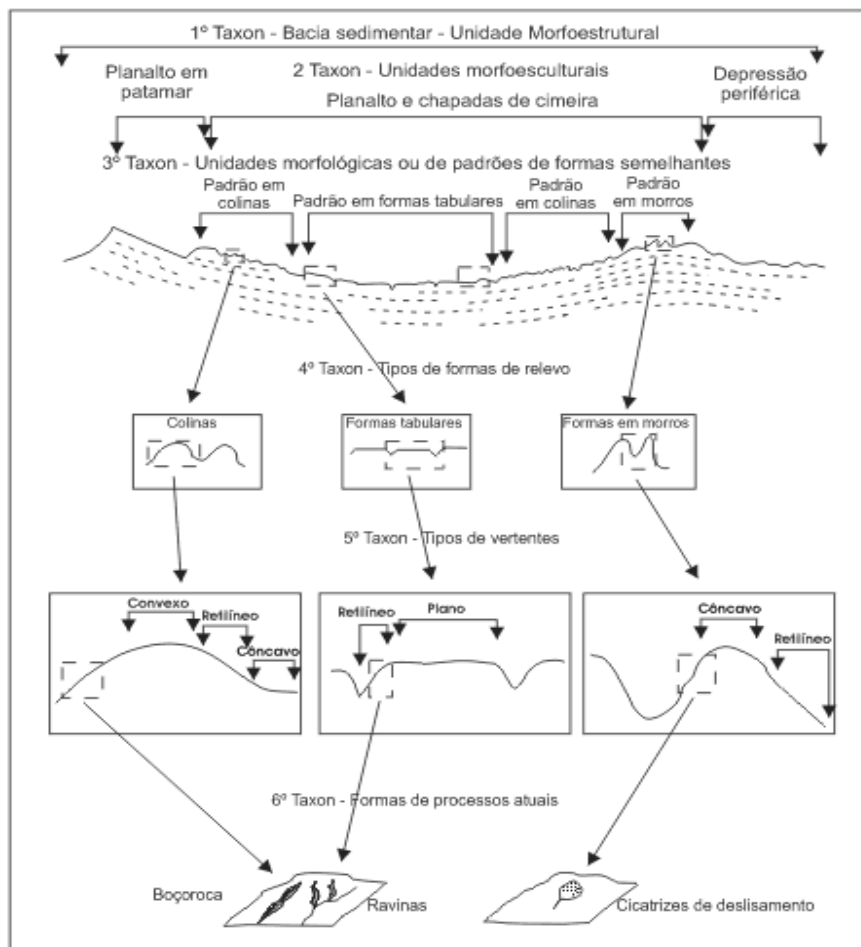 1º Taxon - Bacia sedimentar - Unidade Morfoestrutural
2 Taxon - Unidades morfoesculturais
Planalto em
patamar
Planalto e chapadas de cimeira
Depressão
periférica
3º Taxon - Unidades morfológicas ou de padrões de formas semelhantes
Padrão em
colinas
Padrão em formas tabulares
Padrão
em colinas
Padrão
em morros
4º Taxon - Tipos de formas de relevo
Colinas
Formas tabulares
Formas em morros
5º Taxon - Tipos de vertentes
Convexo
Retilíneo
Côncavo
Retilíneo
Plano
Côncavo
Retilíneo
6º Taxon - Formas de processos atuais
Boçoroca
Ravinas
Cicatrizes de deslisamento